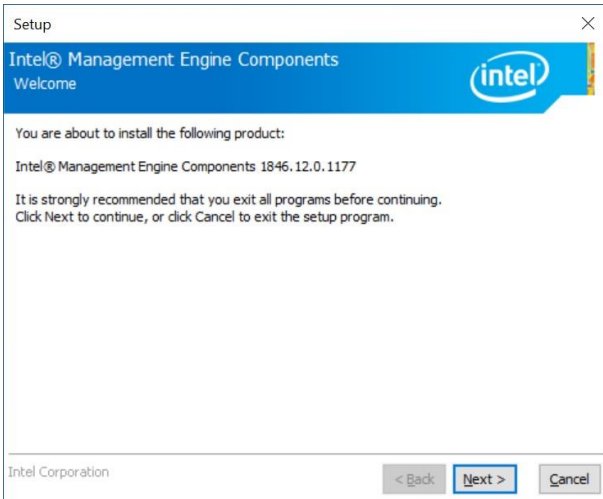 Setup
Intel® Management Engine Components
Welcome
intel
You are about to install the following product:
Intel® Management Engine Components 1846.12.0.1177
It is strongly recommended that you exit all programs before continuing.
Click Next to continue, or click Cancel to exit the setup program.
Intel Corporation
< Back Next > Cancel